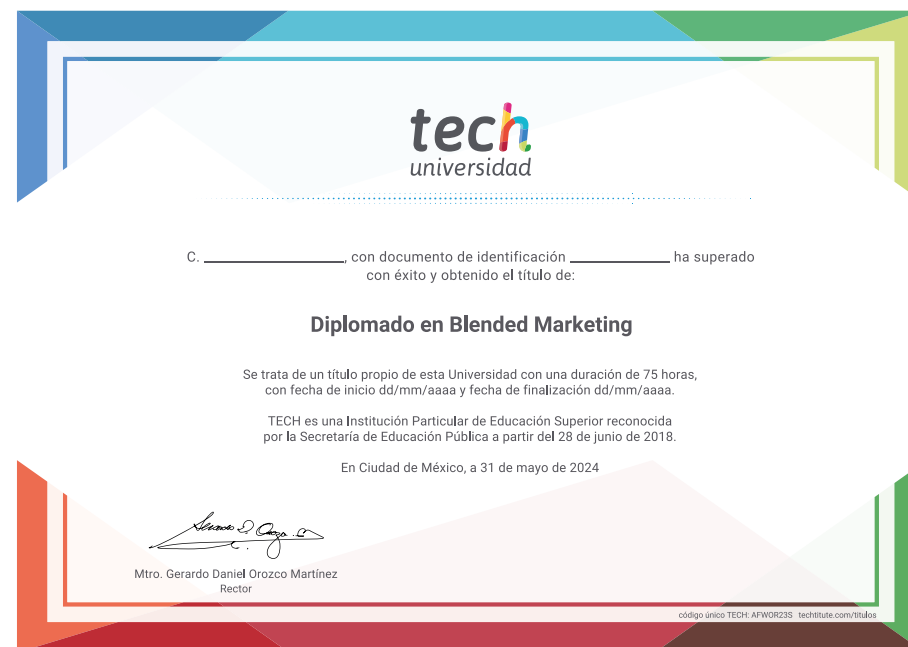 tech
universidad
C. ____________, con documento de identificación ____________ ha superado
con éxito y obtenido el título de:
Diplomado en Blended Marketing
Se trata de un título propio de esta Universidad con una duración de 75 horas,
con fecha de inicio dd/mm/aaaa y fecha de finalización dd/mm/aaaa.
TECH es una Institución Particular de Educación Superior reconocida
por la Secretaría de Educación Pública a partir del 28 de junio de 2018.
En Ciudad de México, a 31 de mayo de 2024
Mtro. Gerardo Daniel Orozco Martínez
Rector
código único TECH: AFWOR23S techtitute.com/titulos